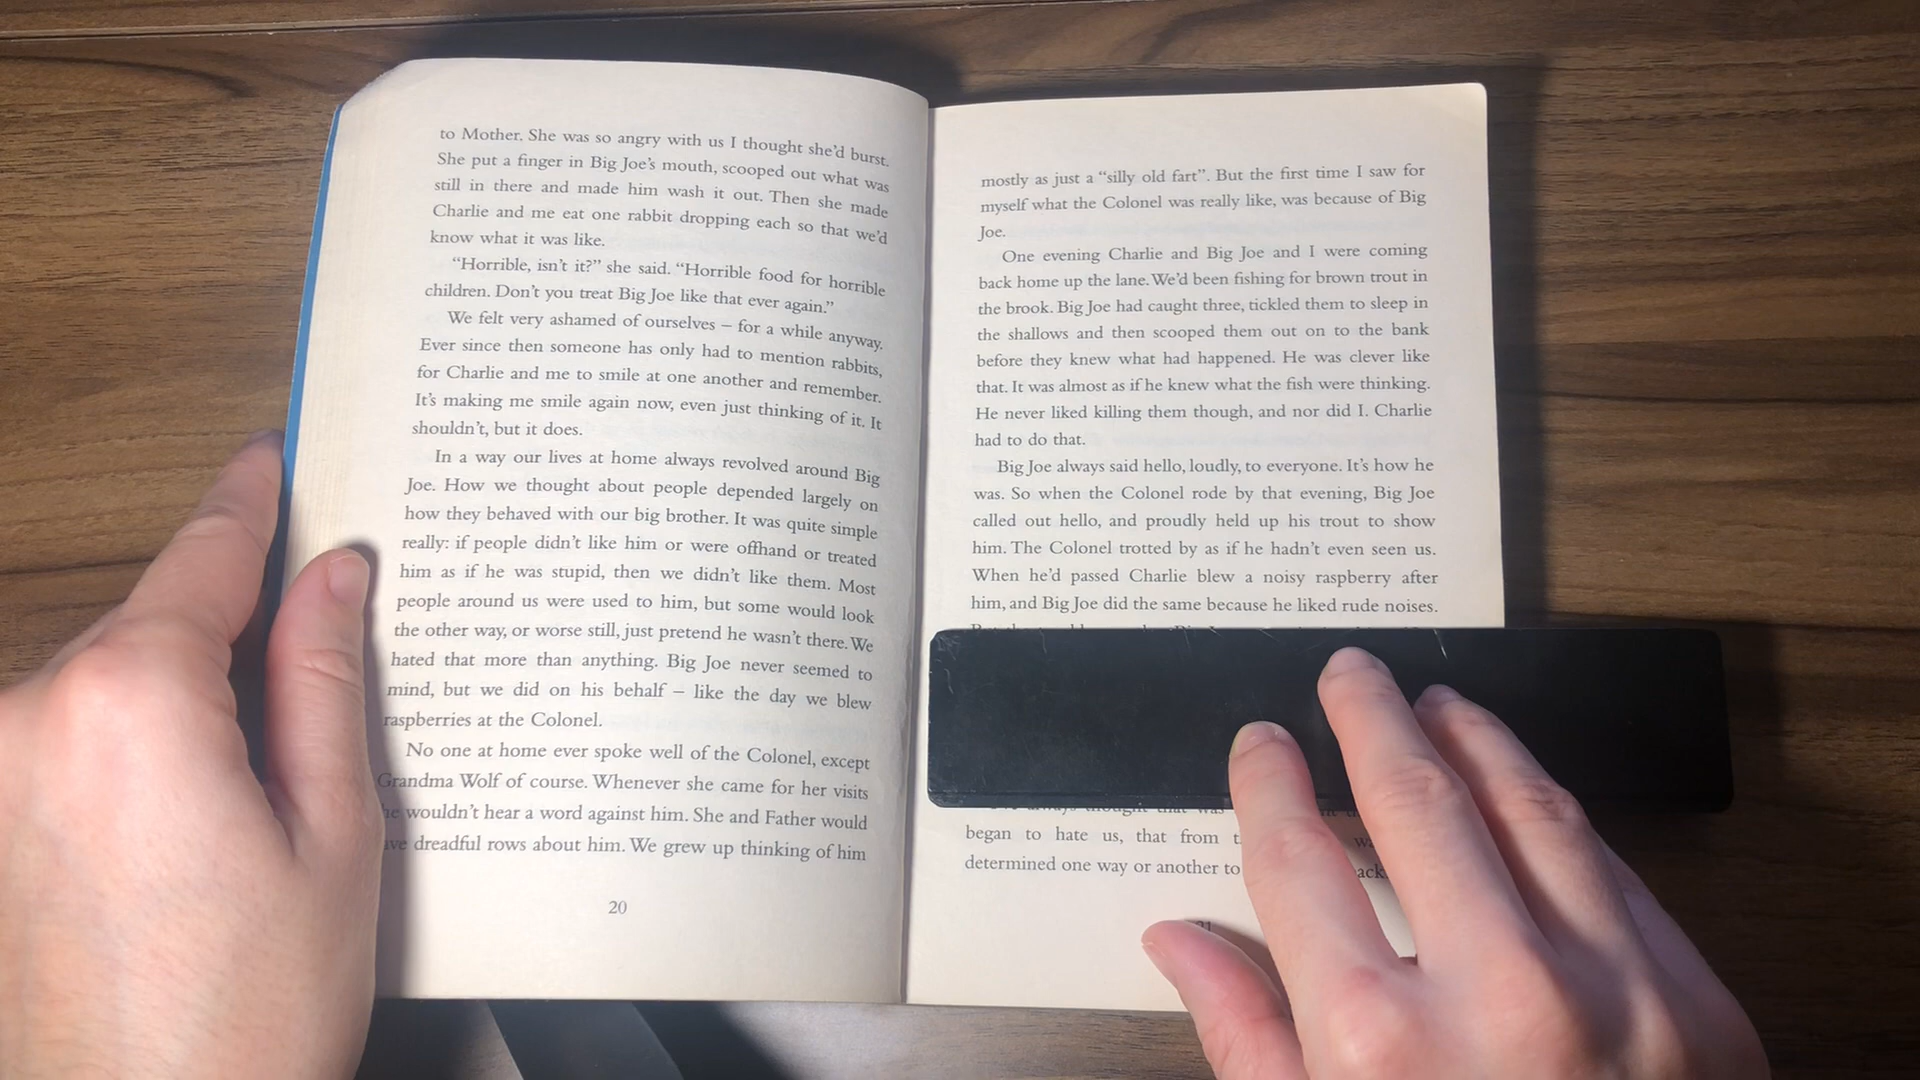 to Mother. She was so angry with us I thought she'd burst.
She put a finger in Big Joe's mouth, scooped out what was
still in there and made him wash it out. Then she made
Charlie and me eat one rabbit dropping each so that we'd
know what it was like.
“Horrible, isn't it?” she said. “Horrible food for horrible
children. Don't you treat Big Joe like that ever again.”
We felt very ashamed of ourselves – for a while anyway.
Ever since then someone has only had to mention rabbits,
for Charlie and me to smile at one another and remember.
It's making me smile again now, even just thinking of it. It
shouldn't, but it does.
In a way our lives at home always revolved around Big
Joe. How we thought about people depended largely on
how they behaved with our big brother. It was quite simple
really: if people didn't like him or were offhand or treated
him as if he was stupid, then we didn't like them. Most
people around us were used to him, but some would look
the other way, or worse still, just pretend he wasn't there. We
hated that more than anything. Big Joe never seemed to
mind, but we did on his behalf – like the day we blew
raspberries at the Colonel.
No one at home ever spoke well of the Colonel, except
Grandma Wolf of course. Whenever she came for her visits
wouldn't hear a word against him. She and Father would
dreadful rows about him. We grew up thinking of him
20
mostly as just a “silly old fart”. But the first time I saw for
myself what the Colonel was really like, was because of Big
Joe.
One evening Charlie and Big Joe and I were coming
back home up the lane. We'd been fishing for brown trout in
the brook. Big Joe had caught three, tickled them to sleep in
the shallows and then scooped them out on to the bank
before they knew what had happened. He was clever like
that. It was almost as if he knew what the fish were thinking.
He never liked killing them though, and nor did I. Charlie
had to do that.
Big Joe always said hello, loudly, to everyone. It's how he
was. So when the Colonel rode by that evening, Big Joe
called out hello, and proudly held up his trout to show
him. The Colonel trotted by as if he hadn't even seen us.
When he'd passed Charlie blew a noisy raspberry after
him, and Big Joe did the same because he liked rude noises.
always thought that was
began to hate us, that from
determined one way or another to
21